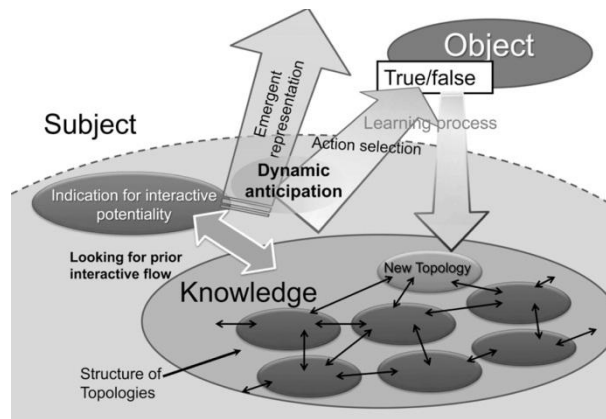 Object
True/false
Subject
Emergent
representation
Learning process
Action selection
Dynamic
anticipation
Indication for interactive
potentiality
Looking for prior
interactive flow
New Topology
Knowledge
Structure of
Topologies